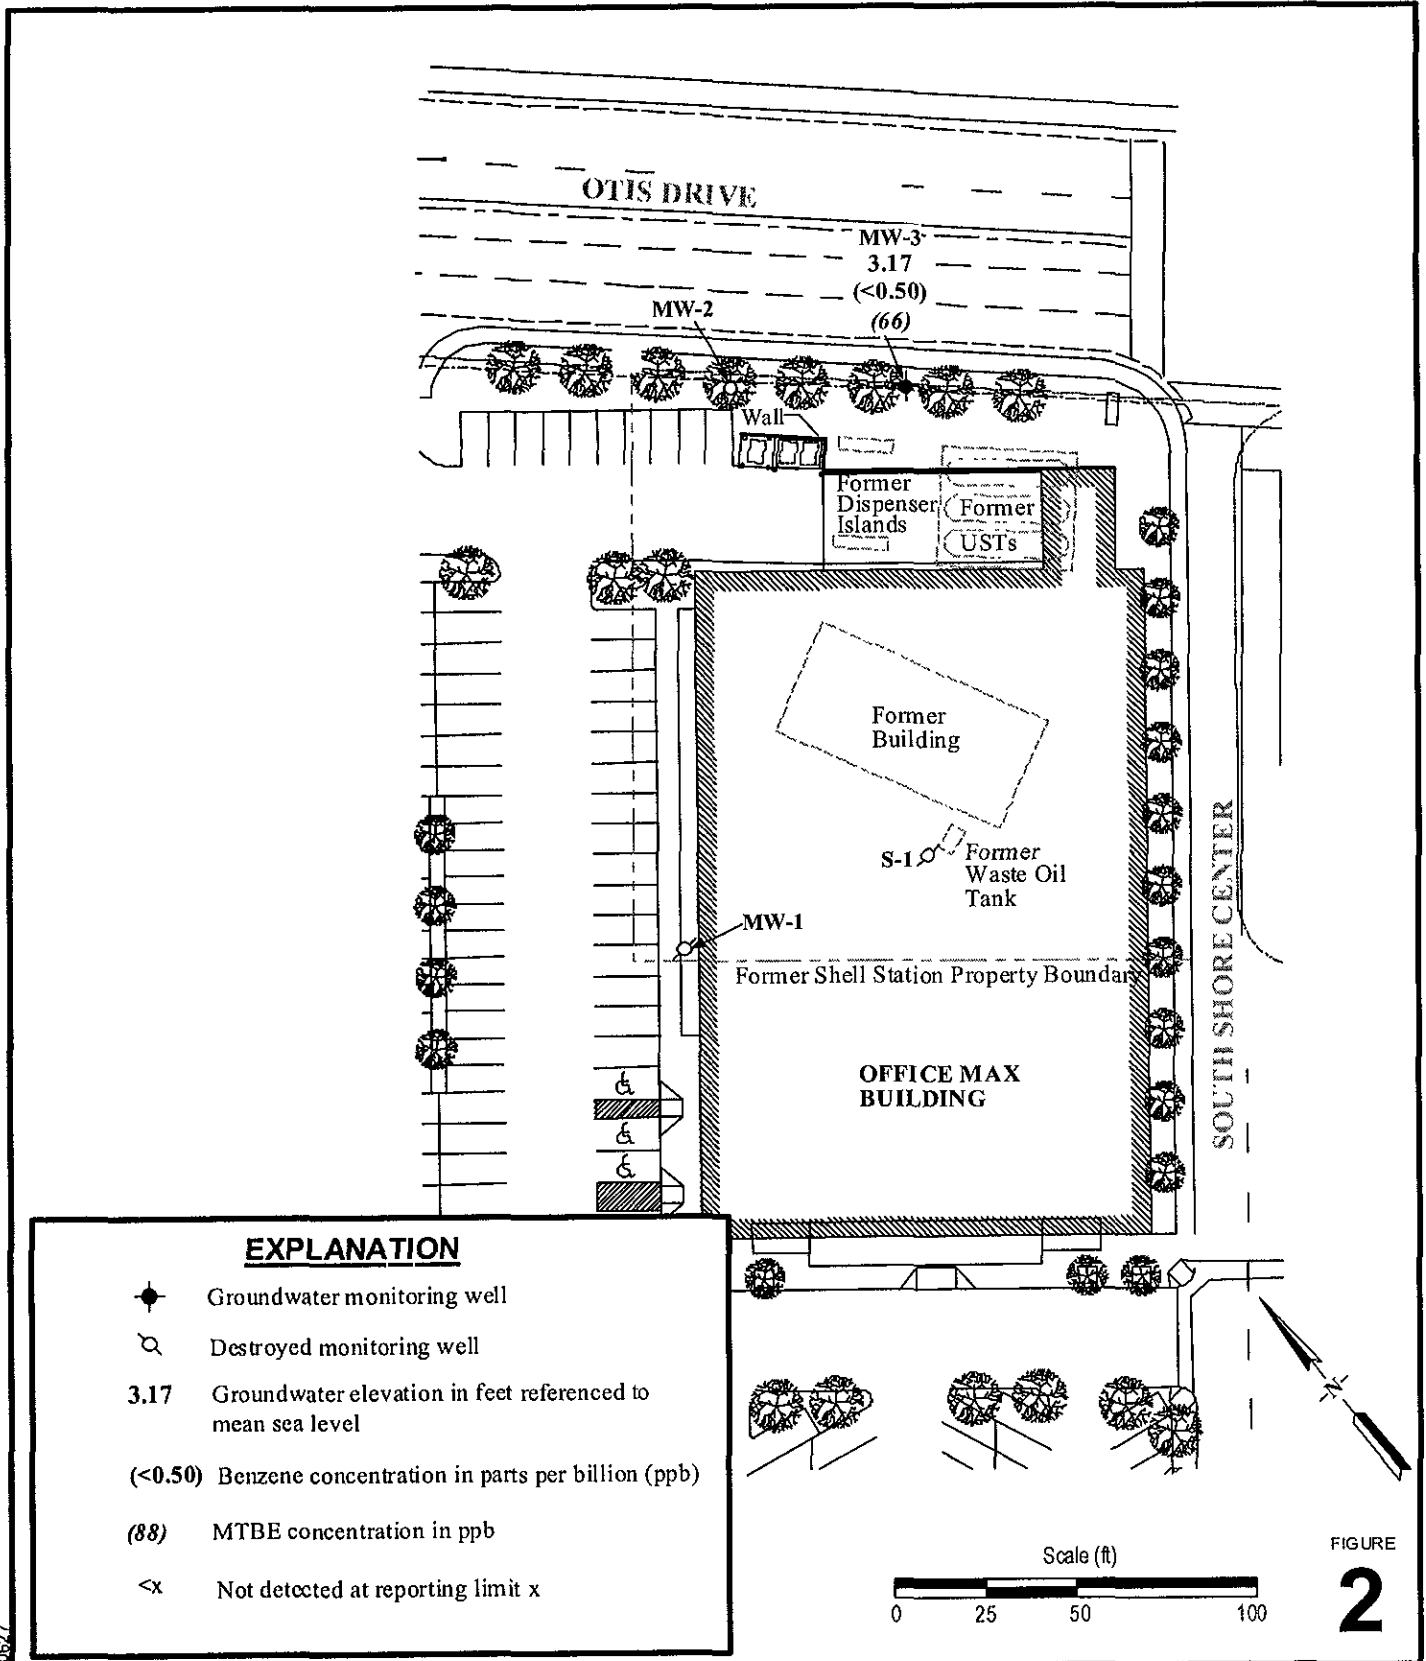 OTIS DRIVE
MW-3
3.17
(<0.50)
(66)
MW-2
Wall
Former
Dispenser
Islands
Former
USTs
Former
Building
S-1
Former
Waste Oil
Tank
MW-1
Former Shell Station Property Boundary
SOUTH SHORE CENTER
OFFICE MAX
BUILDING
EXPLANATION
Groundwater monitoring well
Destroyed monitoring well
3.17 Groundwater elevation in feet referenced to
mean sea level
(<0.50) Benzene concentration in parts per billion (ppb)
(88) MTBE concentration in ppb
<x Not detected at reporting limit x
N
Scale (ft)
0 25 50 100
FIGURE
2